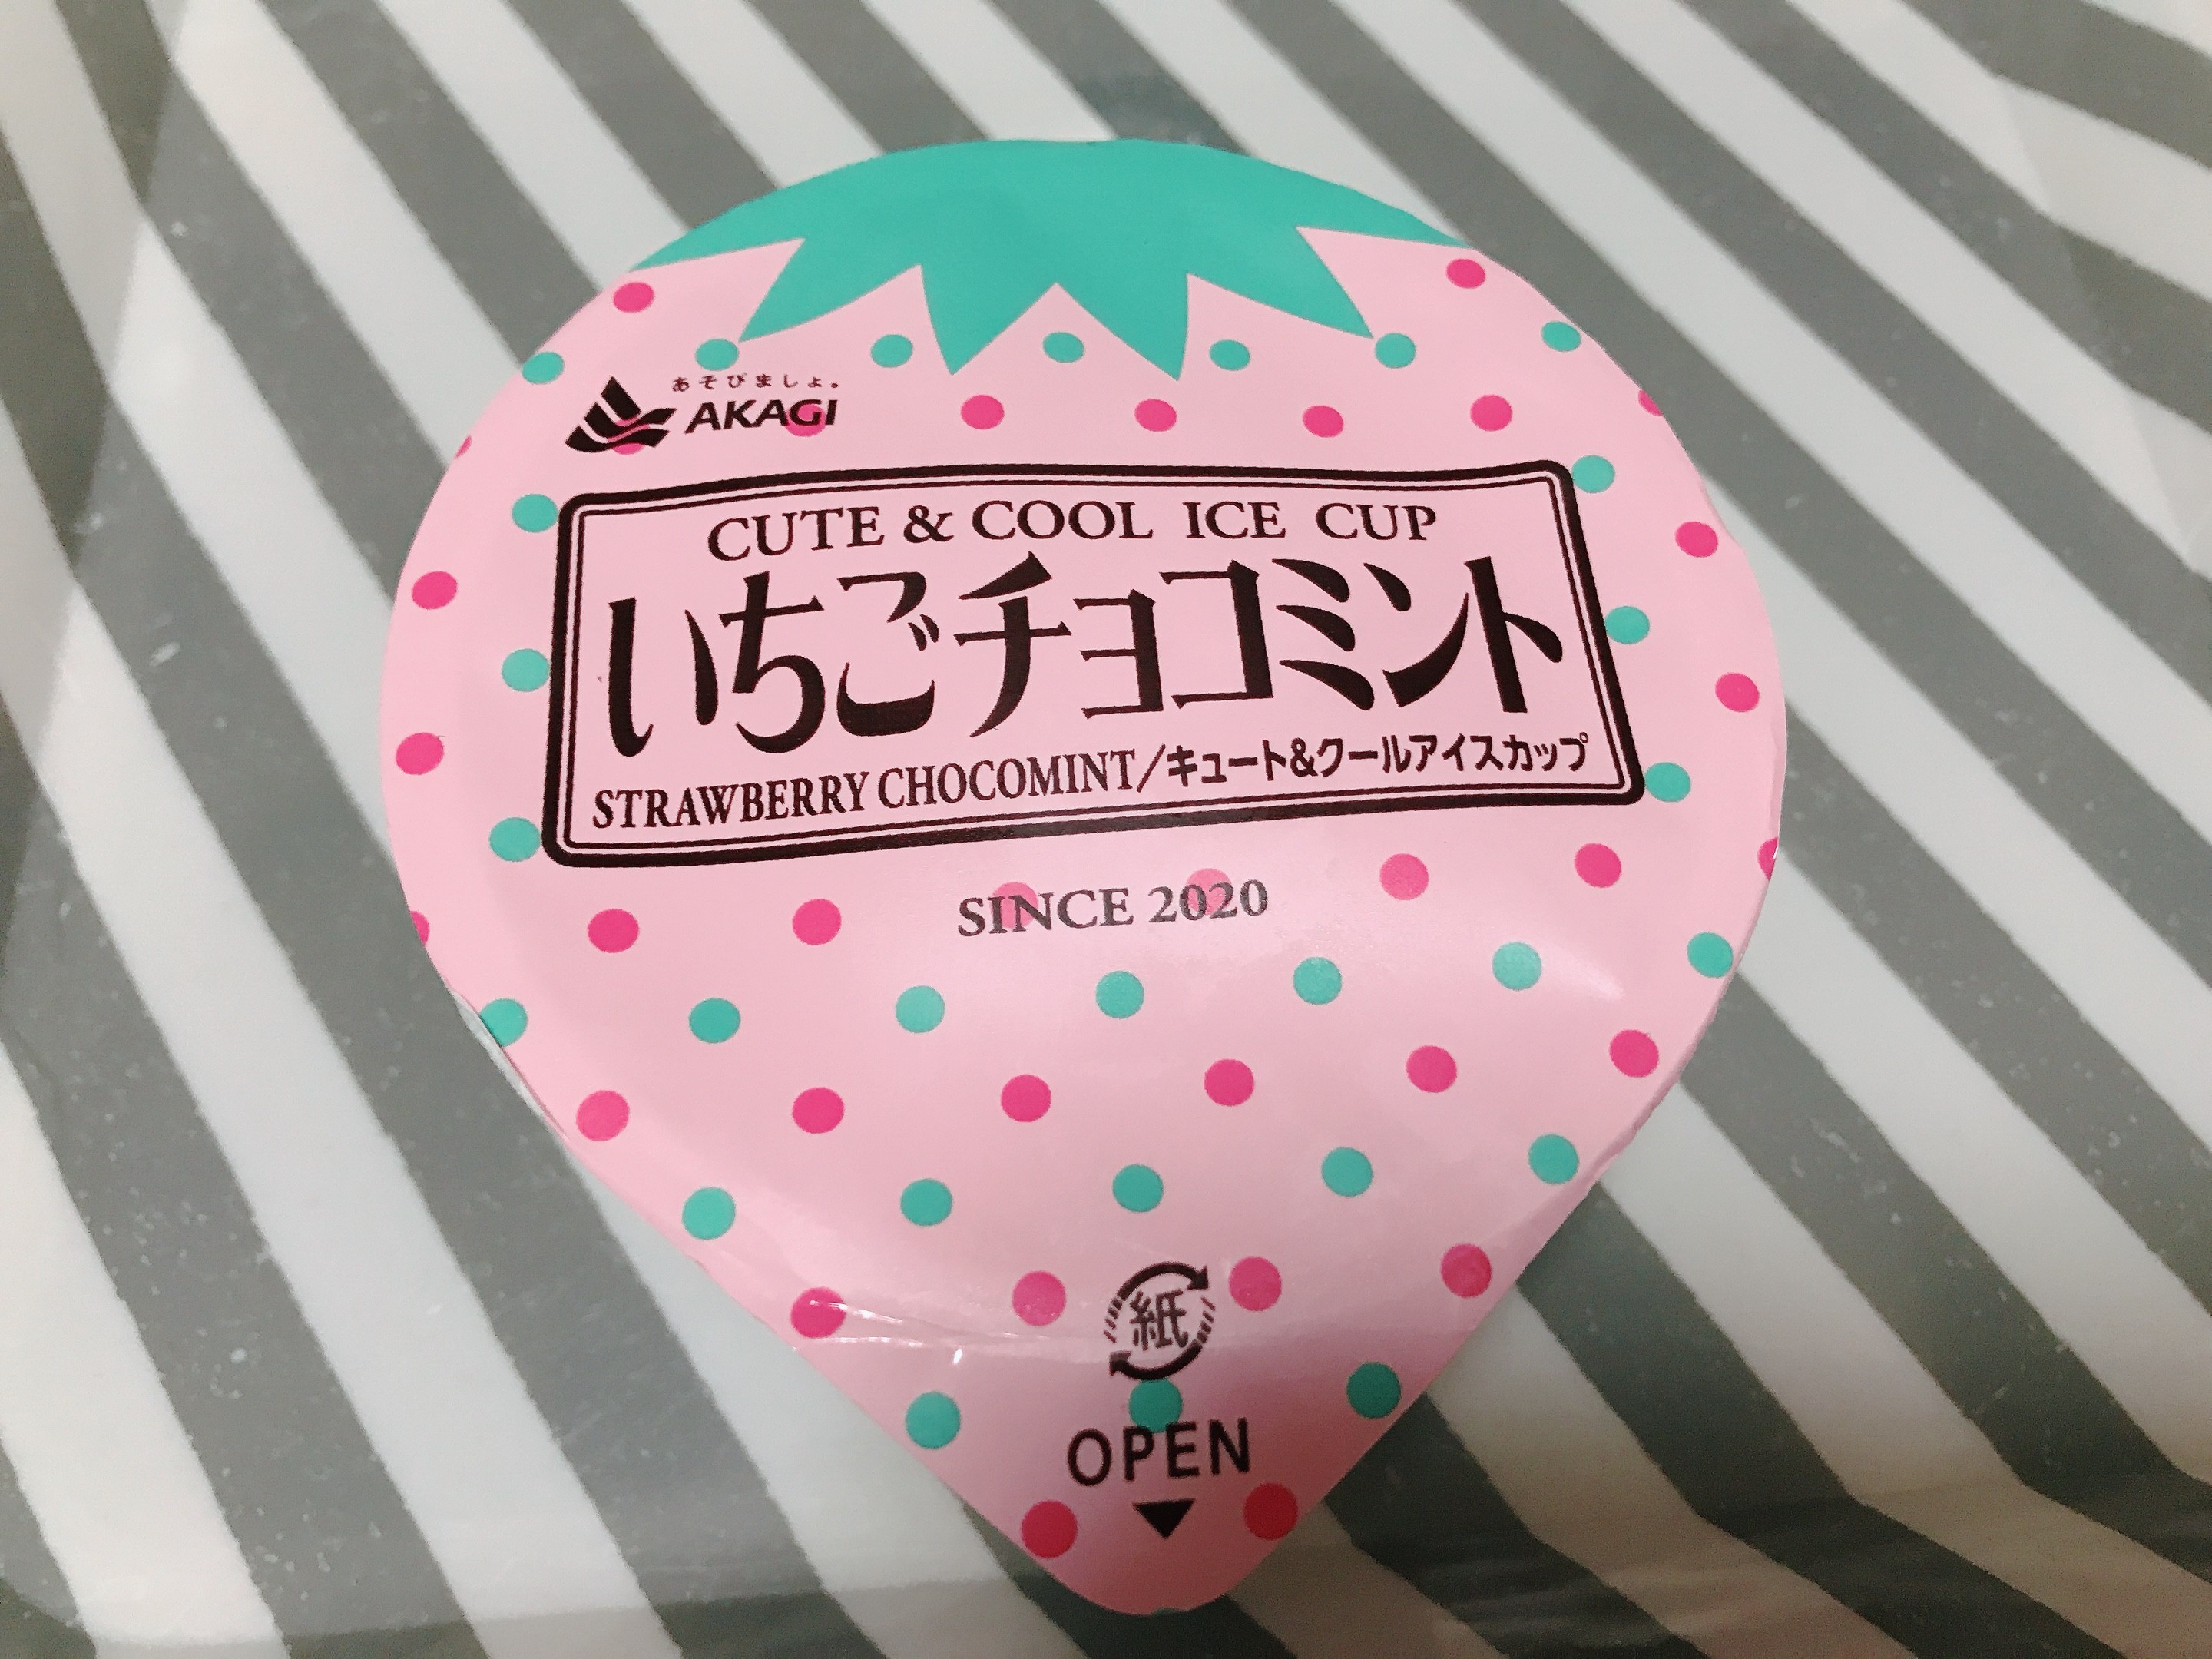 あそびましょ。
AKAGI
CUTE & COOL ICE CUP
いちごチョコミント
STRAWBERRY CHOCOMINT/キュート&クールアイスカップ
SINCE 2020
紙
OPEN